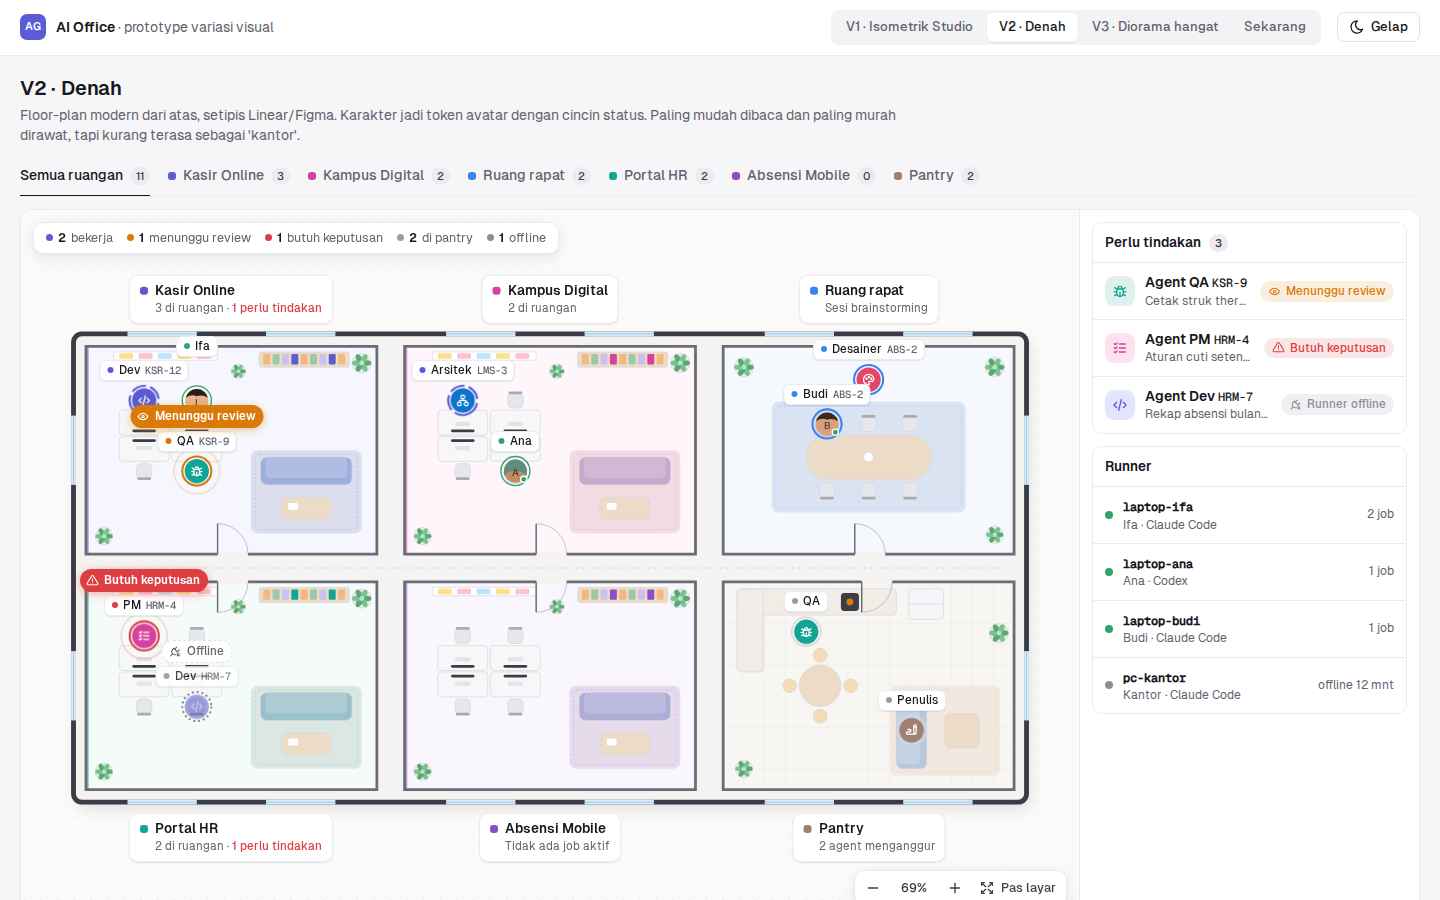 AG
AI Office · prototype variasi visual
V1 · Isometrik Studio
V2 · Denah
V3 · Diorama hangat
Sekarang
Gelap
V2 · Denah
Floor-plan modern dari atas, setipis Linear/Figma. Karakter jadi token avatar dengan cincin status. Paling mudah dibaca dan paling murah
dirawat, tapi kurang terasa sebagai 'kantor'.
Semua ruangan 11
Kasir Online 3
Kampus Digital 2
Ruang rapat 2
Portal HR 2
Absensi Mobile 0
Pantry 2
2 bekerja
1 menunggu review
1 butuh keputusan
2 di pantry
1 offline
Kasir Online
3 di ruangan · 1 perlu tindakan
Kampus Digital
2 di ruangan
Ruang rapat
Sesi brainstorming
Ifa
Dev KSR-12
Menunggu review
QA KSR-9
Arsitek LMS-3
Ana
A
Desainer ABS-2
Budi ABS-2
B
Butuh keputusan
PM HRM-4
Offline
Dev HRM-7
QA
Penulis
Portal HR
2 di ruangan · 1 perlu tindakan
Absensi Mobile
Tidak ada job aktif
Pantry
2 agent menganggur
69%
Pas layar
Perlu tindakan 3
Agent QA KSR-9
Cetak struk ther...
Menunggu review
Agent PM HRM-4
Aturan cuti seten...
Butuh keputusan
Agent Dev HRM-7
Rekap absensi bulan...
Runner offline
Runner
laptop-ifa
Ifa · Claude Code
2 job
laptop-ana
Ana · Codex
1 job
laptop-budi
Budi · Claude Code
1 job
pc-kantor
Kantor · Claude Code
offline 12 mnt